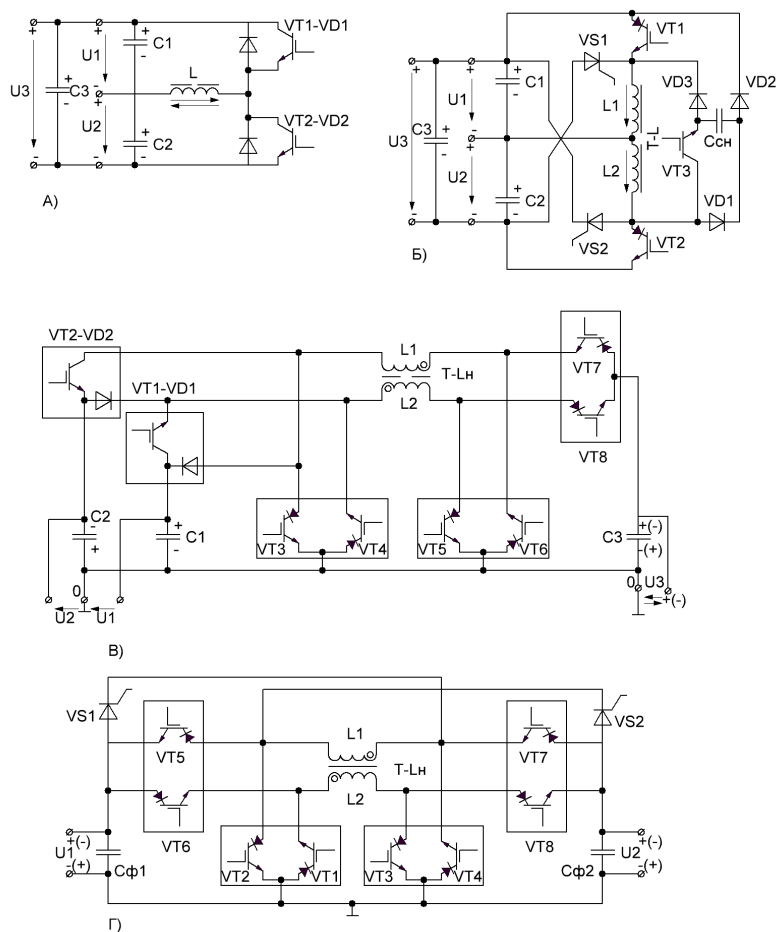 VT1-VD1
+ + +
U1 C1
- -
U3 + C3 L
- + +
U2 C2
VT2-VD2
- - -
А)
VT1
VS1
+ + + C1
U1 -
VD3 VD2
L1
U3 C3 +
- - +
Cсн
T-L
U2 L2
VT3
+ C2
- - -
VD1
VS2
VT2
Б)
VT2-VD2
L1
T-Lн
L2
VT7
VT1-VD1
VT8
C2 - +
+ C1
-
VT3 VT4
VT5 VT6
C3 +(-)
-(+)
0
U2 U1
0 U3
+(-)
В)
VS1
VT5
L1
T-Lн
L2
VT7
VS2
VT6
VT8
+(-)
U1
-(+)
Cф1
VT2 VT1
VT3 VT4
+(-)
U2
-(+)
Cф2
Г)